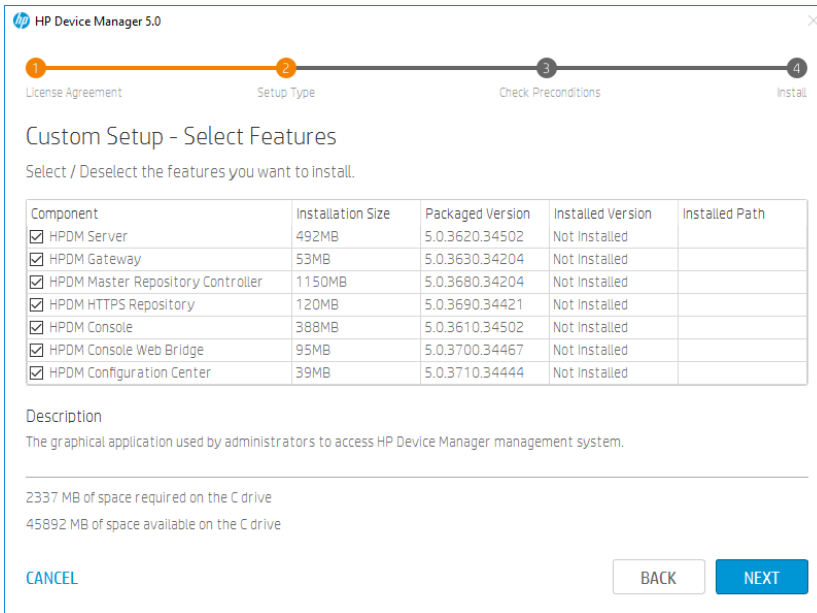 hp HP Device Manager 5.0
1 2 3 4
License Agreement Setup Type Check Preconditions Install
Custom Setup - Select Features
Select / Deselect the features you want to install.
Component Installation Size Packaged Version Installed Version Installed Path
HPDM Server 492MB 5.0.3620.34502 Not Installed
HPDM Gateway 53MB 5.0.3630.34204 Not Installed
HPDM Master Repository Controller 1150MB 5.0.3680.34204 Not Installed
HPDM HTTPS Repository 120MB 5.0.3690.34421 Not Installed
HPDM Console 388MB 5.0.3610.34502 Not Installed
HPDM Console Web Bridge 95MB 5.0.3700.34467 Not Installed
HPDM Configuration Center 39MB 5.0.3710.34444 Not Installed
Description
The graphical application used by administrators to access HP Device Manager management system.
2337 MB of space required on the C drive
45892 MB of space available on the C drive
CANCEL BACK NEXT